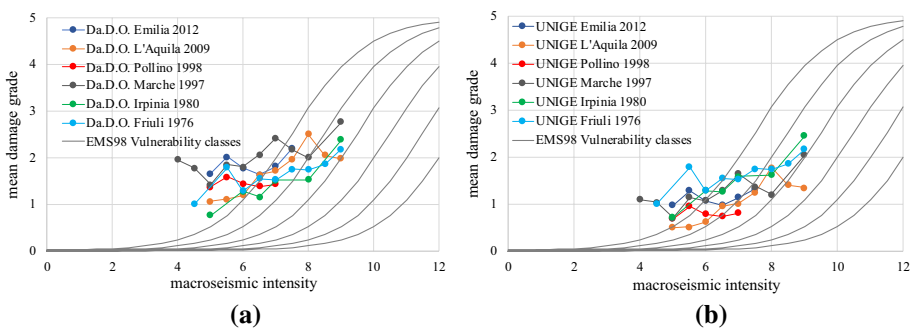 5
4
3
2
1
0
mean damage grade
Da.D.O. Emilia 2012
Da.D.O. L'Aquila 2009
Da.D.O. Pollino 1998
Da.D.O. Marche 1997
Da.D.O. Irpinia 1980
Da.D.O. Friuli 1976
EMS98 Vulnerability classes
0 2 4 6 8 10 12
macroseismic intensity
(a)
5
4
3
2
1
0
mean damage grade
UNIGE Emilia 2012
UNIGE L'Aquila 2009
UNIGE Pollino 1998
UNIGE Marche 1997
UNIGE Irpinia 1980
UNIGE Friuli 1976
EMS98 Vulnerability classes
0 2 4 6 8 10 12
macroseismic intensity
(b)